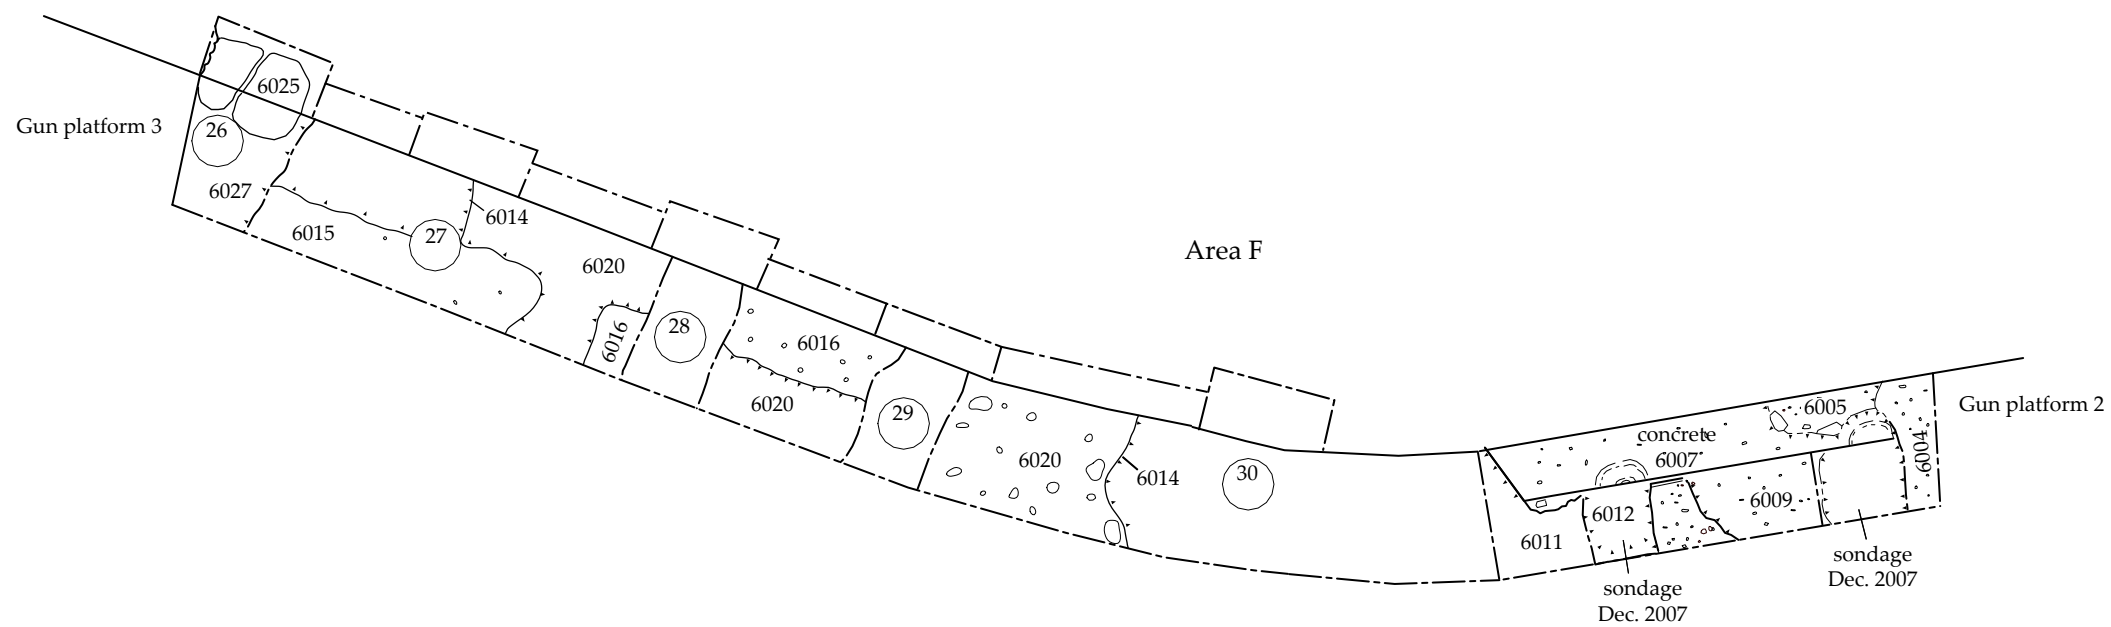 Gun platform 3
6025
26
6027
6015
27
6014
6020
6016
28
6016
6020
29
6020
6014
30
Area F
concrete
6007
6005
6004
Gun platform 2
6009
6012
6011
sondage
Dec. 2007
sondage
Dec. 2007